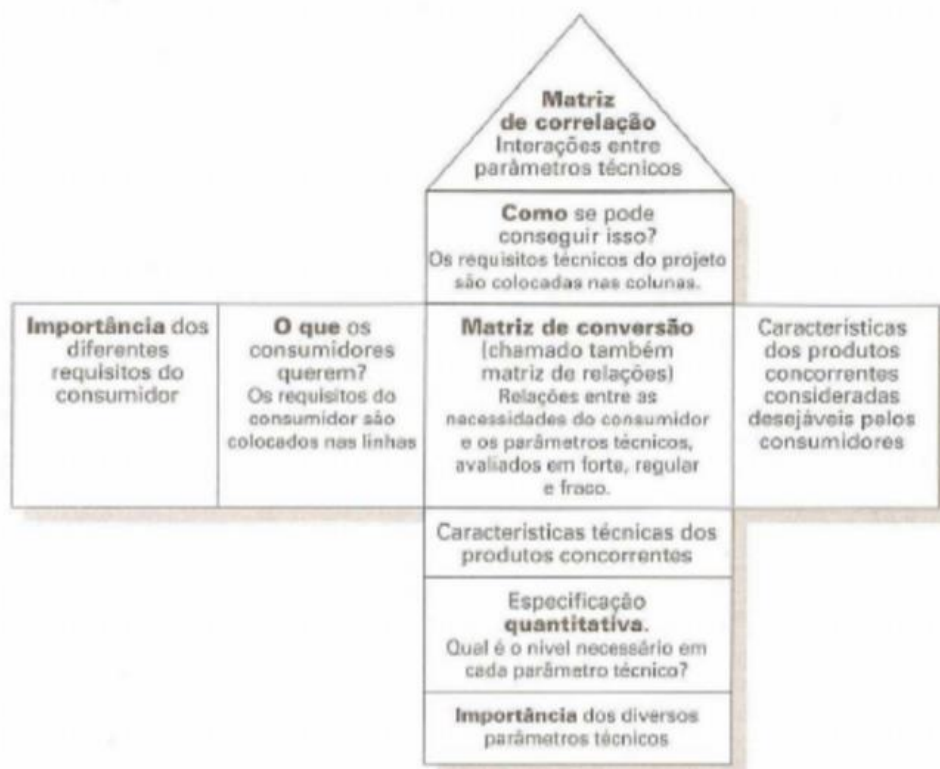 Matriz
de correlação
Interações entre
parâmetros técnicos
Como se pode
conseguir isso?
Os requisitos técnicos do projeto
são colocadas nas colunas.
Importância dos
diferentes
requisitos do
consumidor
O que os
consumidores
querem?
Os requisitos do
consumidor são
colocados nas linhas
Matriz de conversão
(chamado também
matriz de relações)
Relações entre as
necessidades do consumidor
e os parâmetros técnicos,
avaliados em forte, regular
e fraco.
Características
dos produtos
concorrentes
consideradas
desejáveis pelos
consumidores
Características técnicas dos
produtos concorrentes
Especificação
quantitativa.
Qual é o nível necessário em
cada parâmetro técnico?
Importância dos diversos
parâmetros técnicos